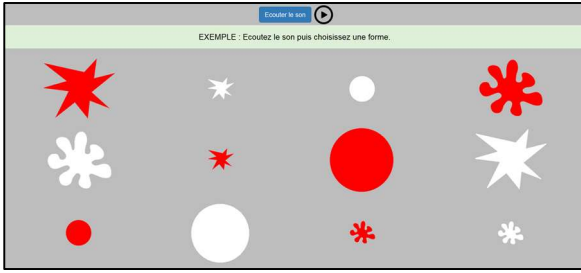 Ecouter le son
EXEMPLE : Ecoutez le son puis choisissez une forme.